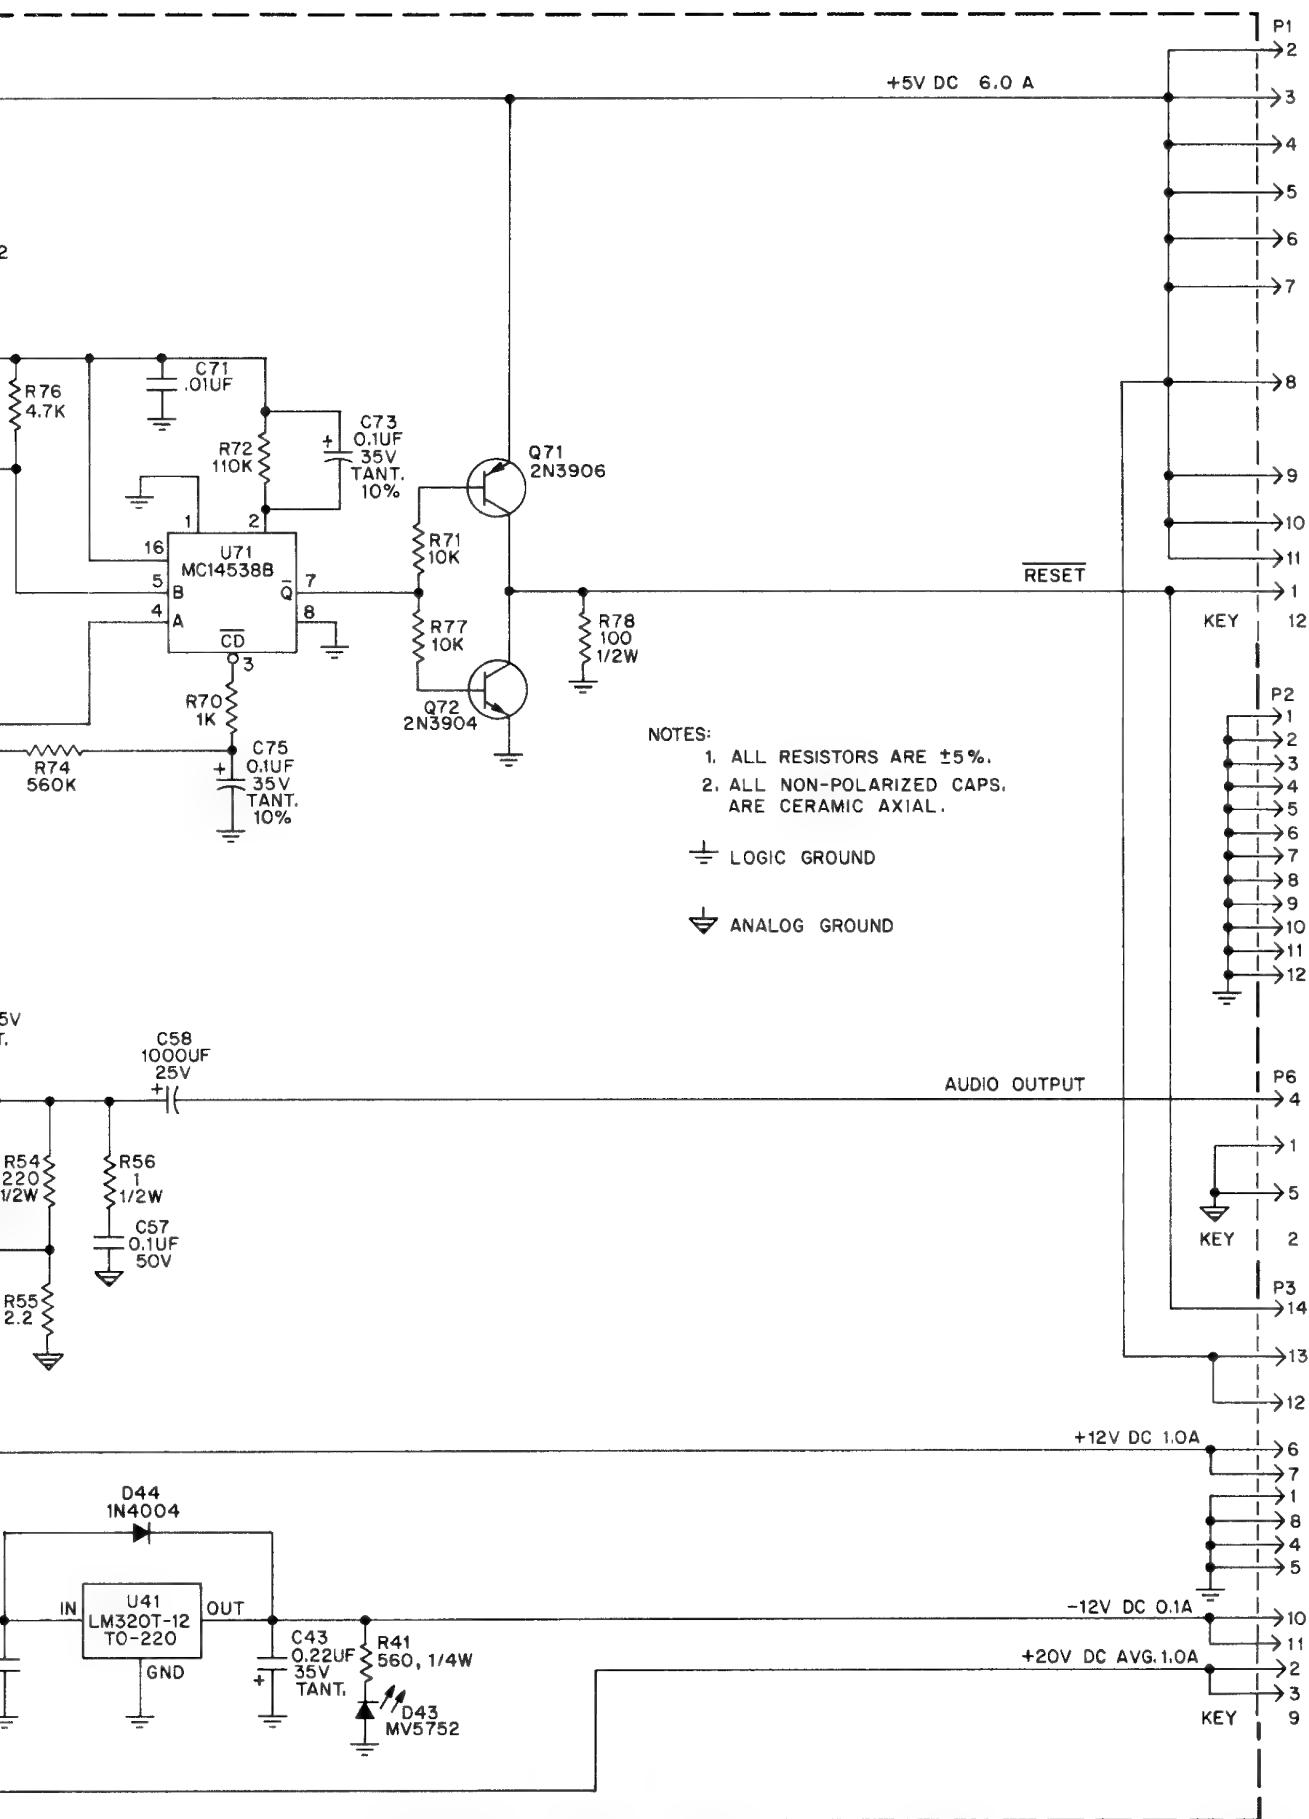 P1
2
+5V DC 6.0 A
3
4
5
6
2
7
C71
.01UF
R76
4.7K
8
C73
0.1UF
35V
TANT.
10%
+
R72
110K
Q71
2N3906
9
1
2
10
16
U71
MC14538B
R71
10K
11
5
B
Q̅
7
R̅E̅S̅E̅T̅
1
4
A
8
R77
10K
R78
100
1/2W
KEY 12
C̅D̅
3
R70
1K
Q72
2N3904
P2
1
2
3
4
5
6
7
8
9
10
11
12
R74
560K
+
C75
0.1UF
35V
TANT.
10%
NOTES:
1. ALL RESISTORS ARE ±5%.
2. ALL NON-POLARIZED CAPS.
ARE CERAMIC AXIAL.
LOGIC GROUND
ANALOG GROUND
5V
T.
C58
1000UF
25V
+
AUDIO OUTPUT
P6
4
1
5
KEY 2
R54
220
1/2W
R56
1
1/2W
C57
0.1UF
50V
R55
2.2
P3
14
13
12
+12V DC 1.0A
6
7
1
8
4
5
D44
1N4004
IN
U41
LM320T-12
TO-220
OUT
GND
-12V DC 0.1A
10
11
C43
0.22UF
35V
TANT.
+
R41
560, 1/4W
D43
MV5752
+20V DC AVG.1.0A
2
3
KEY 9